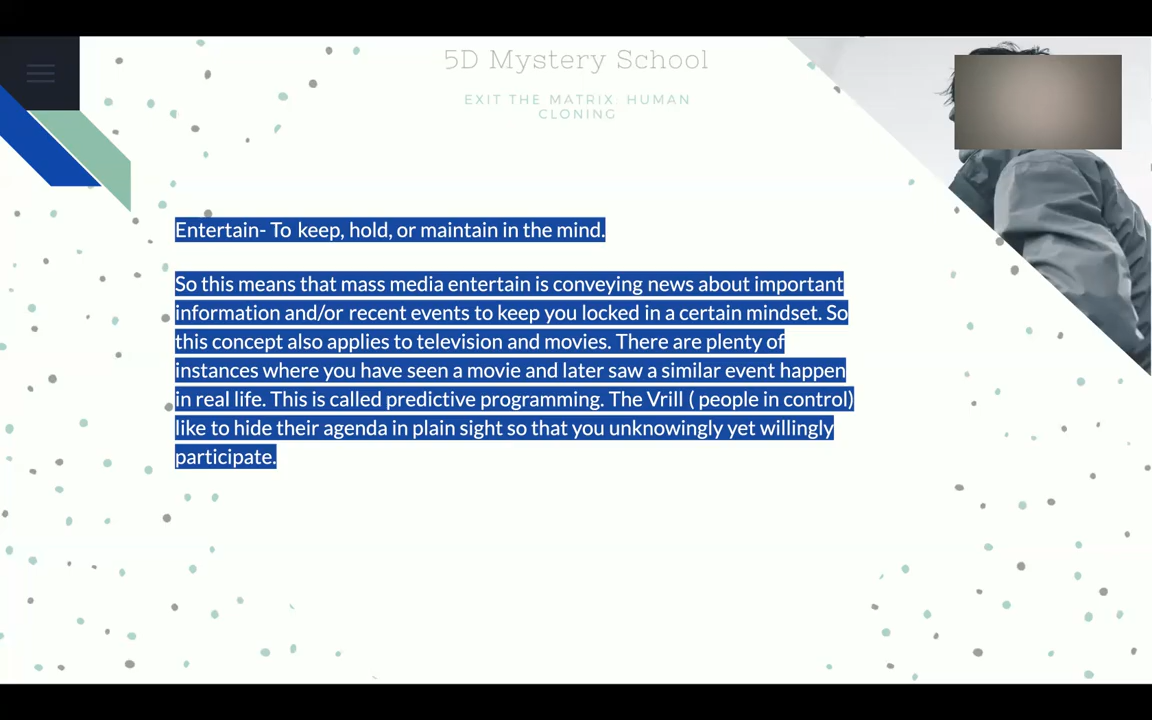 5D Mystery School
EXIT THE MATRIX: HUMAN
CLONING
Entertain- To keep, hold, or maintain in the mind.
So this means that mass media entertain is conveying news about important
information and/or recent events to keep you locked in a certain mindset. So
this concept also applies to television and movies. There are plenty of
instances where you have seen a movie and later saw a similar event happen
in real life. This is called predictive programming. The Vrill ( people in control)
like to hide their agenda in plain sight so that you unknowingly yet willingly
participate.